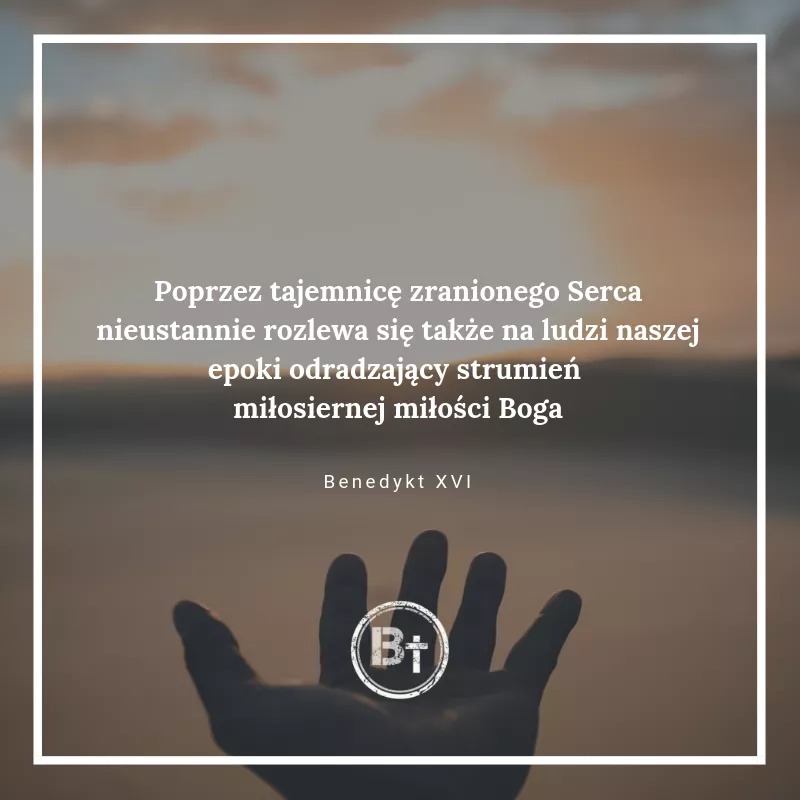 Poprzez tajemnicę zranionego Serca
nieustannie rozlewa się także na ludzi naszej
epoki odradzający strumień
miłosiernej miłości Boga
Benedykt XVI
Bt